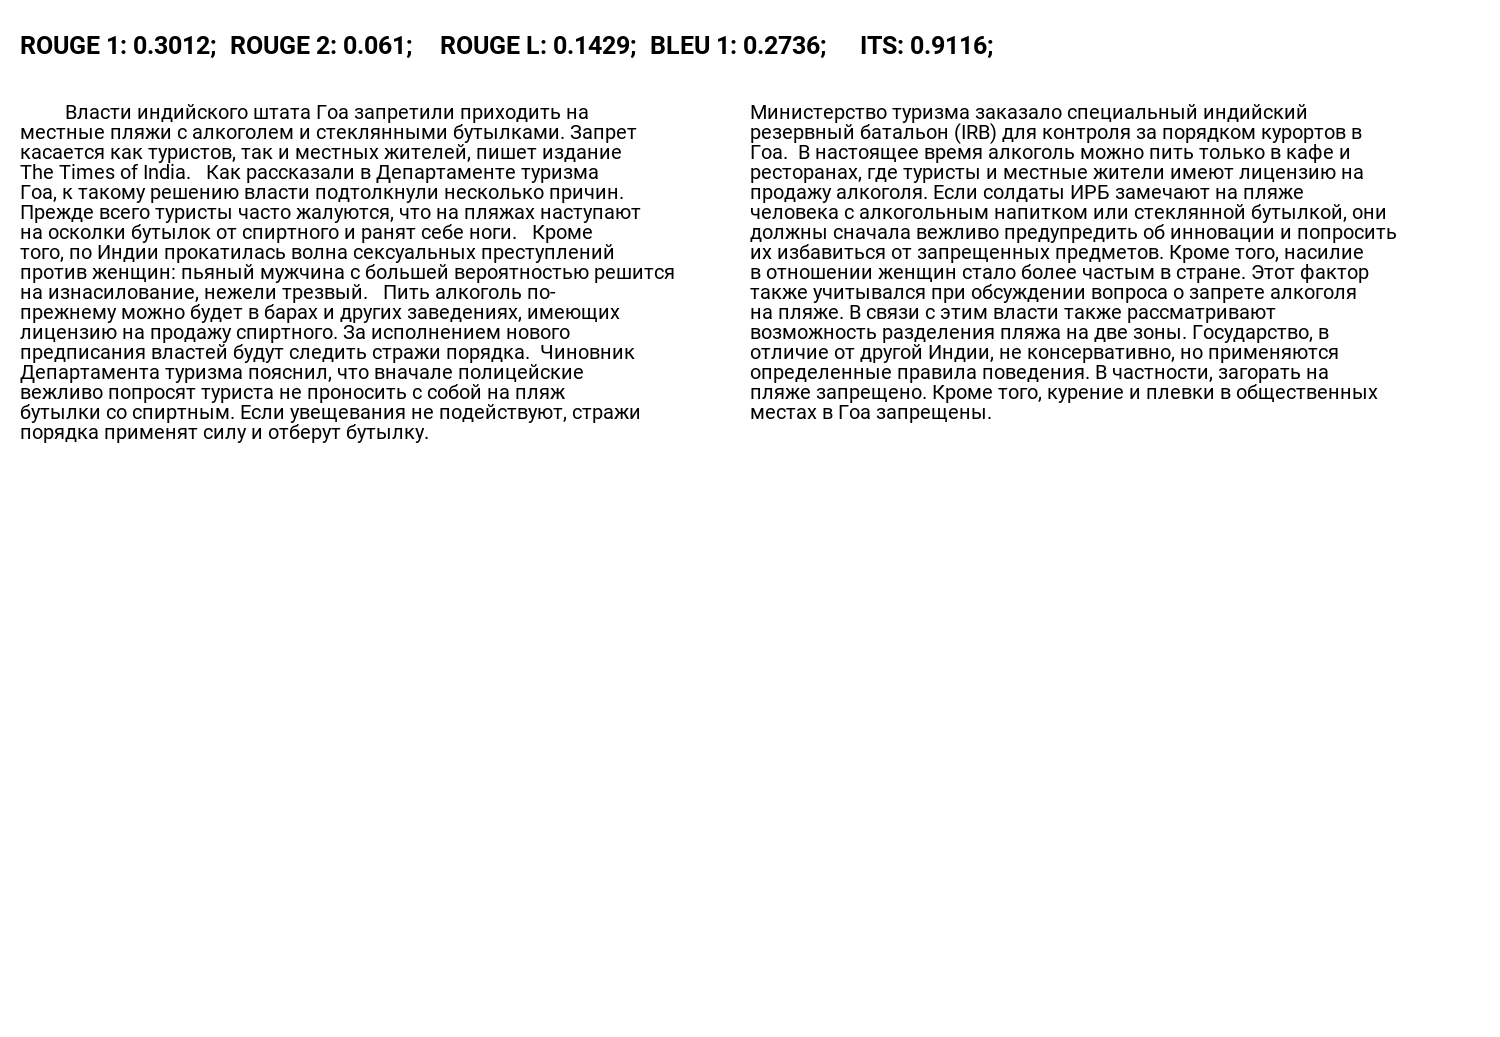 ROUGE 1: 0.3012; ROUGE 2: 0.061; ROUGE L: 0.1429; BLEU 1: 0.2736; ITS: 0.9116;
Власти индийского штата Гоа запретили приходить на
местные пляжи с алкоголем и стеклянными бутылками. Запрет
касается как туристов, так и местных жителей, пишет издание
The Times of India. Как рассказали в Департаменте туризма
Гоа, к такому решению власти подтолкнули несколько причин.
Прежде всего туристы часто жалуются, что на пляжах наступают
на осколки бутылок от спиртного и ранят себе ноги. Кроме
того, по Индии прокатилась волна сексуальных преступлений
против женщин: пьяный мужчина с большей вероятностью решится
на изнасилование, нежели трезвый. Пить алкоголь по-
прежнему можно будет в барах и других заведениях, имеющих
лицензию на продажу спиртного. За исполнением нового
предписания властей будут следить стражи порядка. Чиновник
Департамента туризма пояснил, что вначале полицейские
вежливо попросят туриста не проносить с собой на пляж
бутылки со спиртным. Если увещевания не подействуют, стражи
порядка применят силу и отберут бутылку.
Министерство туризма заказало специальный индийский
резервный батальон (IRB) для контроля за порядком курортов в
Гоа. В настоящее время алкоголь можно пить только в кафе и
ресторанах, где туристы и местные жители имеют лицензию на
продажу алкоголя. Если солдаты ИРБ замечают на пляже
человека с алкогольным напитком или стеклянной бутылкой, они
должны сначала вежливо предупредить об инновации и попросить
их избавиться от запрещенных предметов. Кроме того, насилие
в отношении женщин стало более частым в стране. Этот фактор
также учитывался при обсуждении вопроса о запрете алкоголя
на пляже. В связи с этим власти также рассматривают
возможность разделения пляжа на две зоны. Государство, в
отличие от другой Индии, не консервативно, но применяются
определенные правила поведения. В частности, загорать на
пляже запрещено. Кроме того, курение и плевки в общественных
местах в Гоа запрещены.